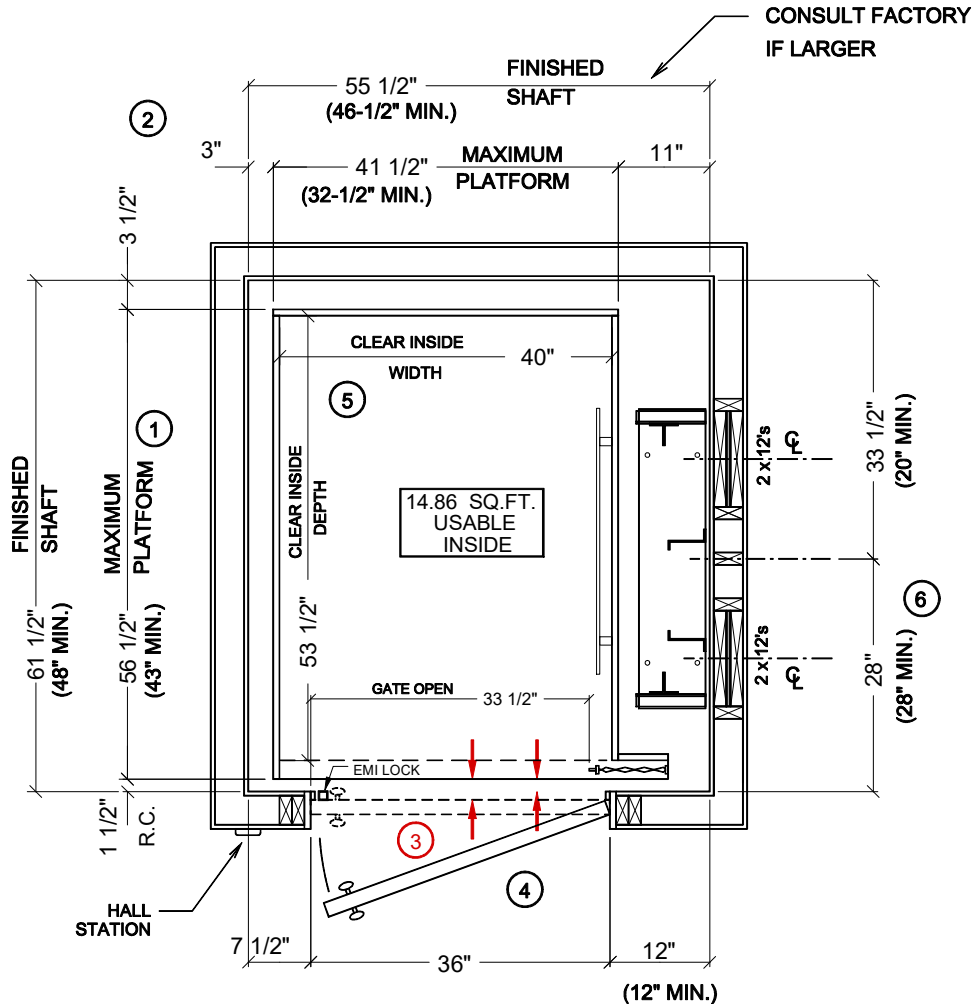 CONSULT FACTORY
IF LARGER
FINISHED
SHAFT
55 1/2"
(46-1/2" MIN.)
2
3"
41 1/2"
(32-1/2" MIN.)
MAXIMUM
PLATFORM
11"
3 1/2"
CLEAR INSIDE
WIDTH
40"
5
1
FINISHED
SHAFT
61 1/2"
(48" MIN.)
MAXIMUM
PLATFORM
56 1/2"
(43" MIN.)
CLEAR INSIDE
DEPTH
53 1/2"
14.86 SQ.FT.
USABLE
INSIDE
2 x 12's
℄
33 1/2"
(20" MIN.)
6
2 x 12's
℄
28"
(28" MIN.)
GATE OPEN
33 1/2"
EMI LOCK
1 1/2"
R.C.
3
4
HALL
STATION
7 1/2"
36"
12"
(12" MIN.)